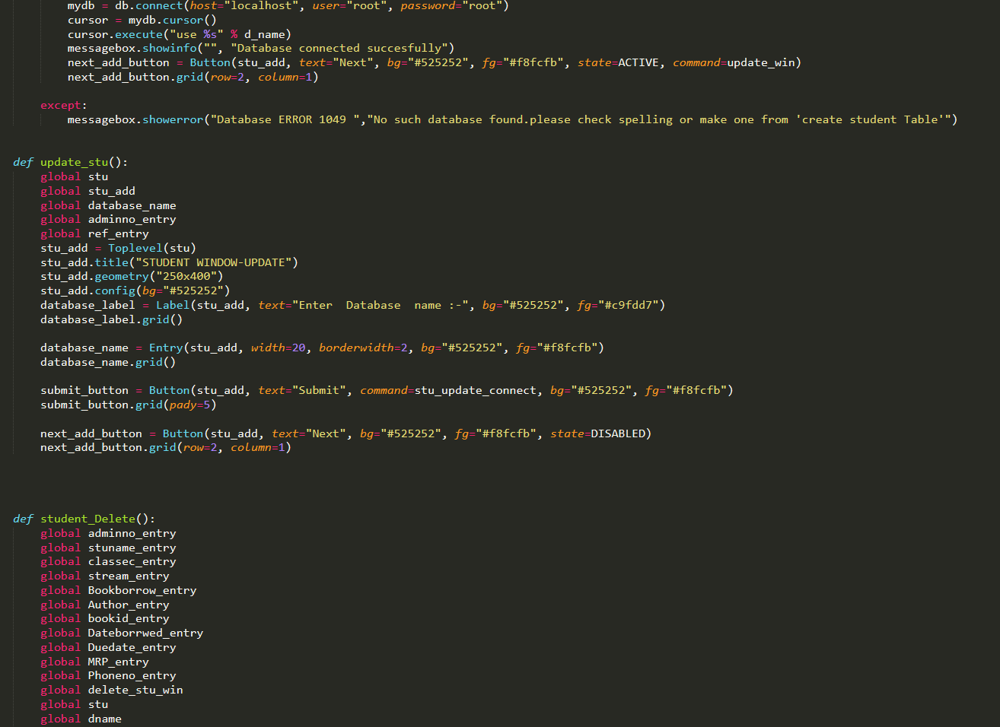 mydb = db.connect(host="localhost", user="root", password="root")
cursor = mydb.cursor()
cursor.execute("use %s" % d_name)
messagebox.showinfo("", "Database connected succesfully")
next_add_button = Button(stu_add, text="Next", bg="#525252", fg="#f8fcfb", state=ACTIVE, command=update_win)
next_add_button.grid(row=2, column=1)
except:
messagebox.showerror("Database ERROR 1049 ","No such database found.please check spelling or make one from 'create student Table'")
def update_stu():
global stu
global stu_add
global database_name
global adminno_entry
global ref_entry
stu_add = Toplevel(stu)
stu_add.title("STUDENT WINDOW-UPDATE")
stu_add.geometry("250x400")
stu_add.config(bg="#525252")
database_label = Label(stu_add, text="Enter  Database  name :-", bg="#525252", fg="#c9fdd7")
database_label.grid()
database_name = Entry(stu_add, width=20, borderwidth=2, bg="#525252", fg="#f8fcfb")
database_name.grid()
submit_button = Button(stu_add, text="Submit", command=stu_update_connect, bg="#525252", fg="#f8fcfb")
submit_button.grid(pady=5)
next_add_button = Button(stu_add, text="Next", bg="#525252", fg="#f8fcfb", state=DISABLED)
next_add_button.grid(row=2, column=1)
def student_Delete():
global adminno_entry
global stuname_entry
global classec_entry
global stream_entry
global Bookborrow_entry
global Author_entry
global bookid_entry
global Dateborrwed_entry
global Duedate_entry
global MRP_entry
global Phoneno_entry
global delete_stu_win
global stu
global dname